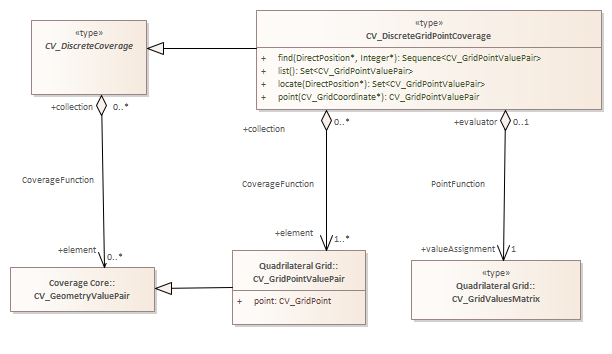 «type»
CV_DiscreteCoverage
«type»
CV_DiscreteGridPointCoverage
+ find(DirectPosition*, Integer*): Sequence<CV_GridPointValuePair>
+ list(): Set<CV_GridPointValuePair>
+ locate(DirectPosition*): Set<CV_GridPointValuePair>
+ point(CV_GridCoordinate*): CV_GridPointValuePair
+collection 0..*
CoverageFunction
+element
0..*
+collection 0..*
CoverageFunction
+element
1..*
+evaluator 0..1
PointFunction
+valueAssignment 1
Coverage Core::
CV_GeometryValuePair
Quadrilateral Grid::
CV_GridPointValuePair
+ point: CV_GridPoint
«type»
Quadrilateral Grid::
CV_GridValuesMatrix